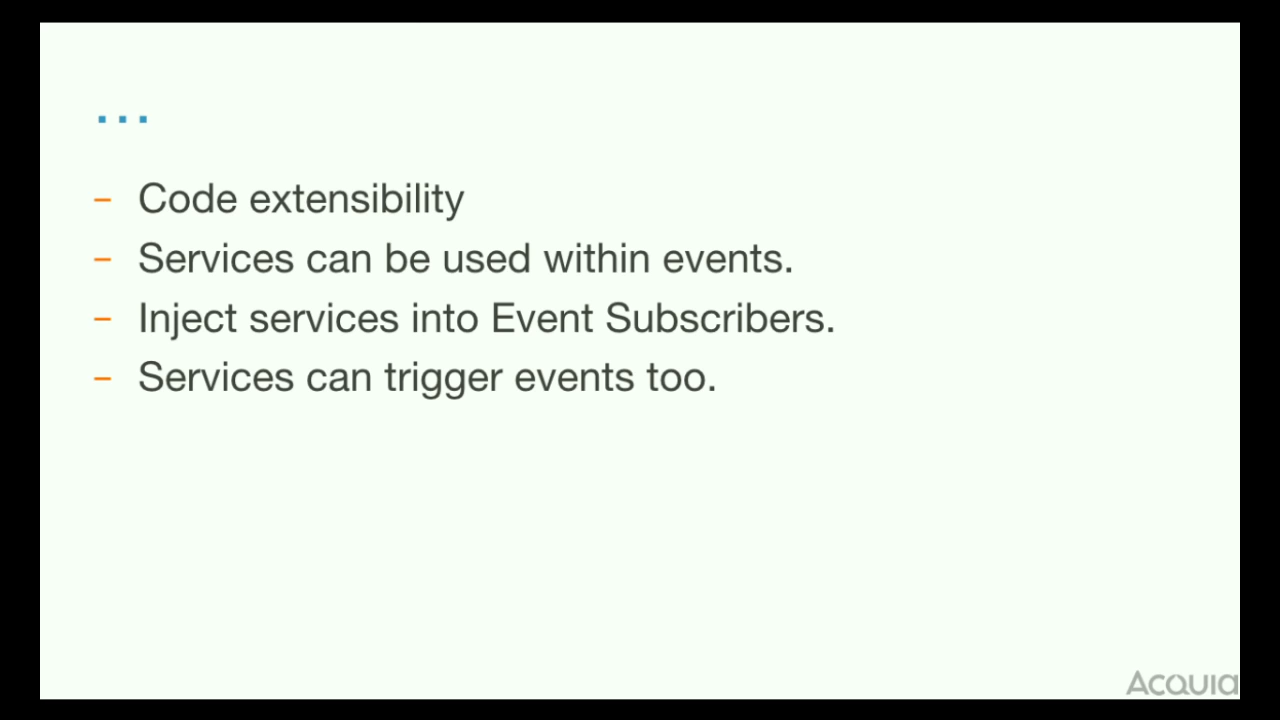 ...
– Code extensibility
– Services can be used within events.
– Inject services into Event Subscribers.
– Services can trigger events too.
Acquia